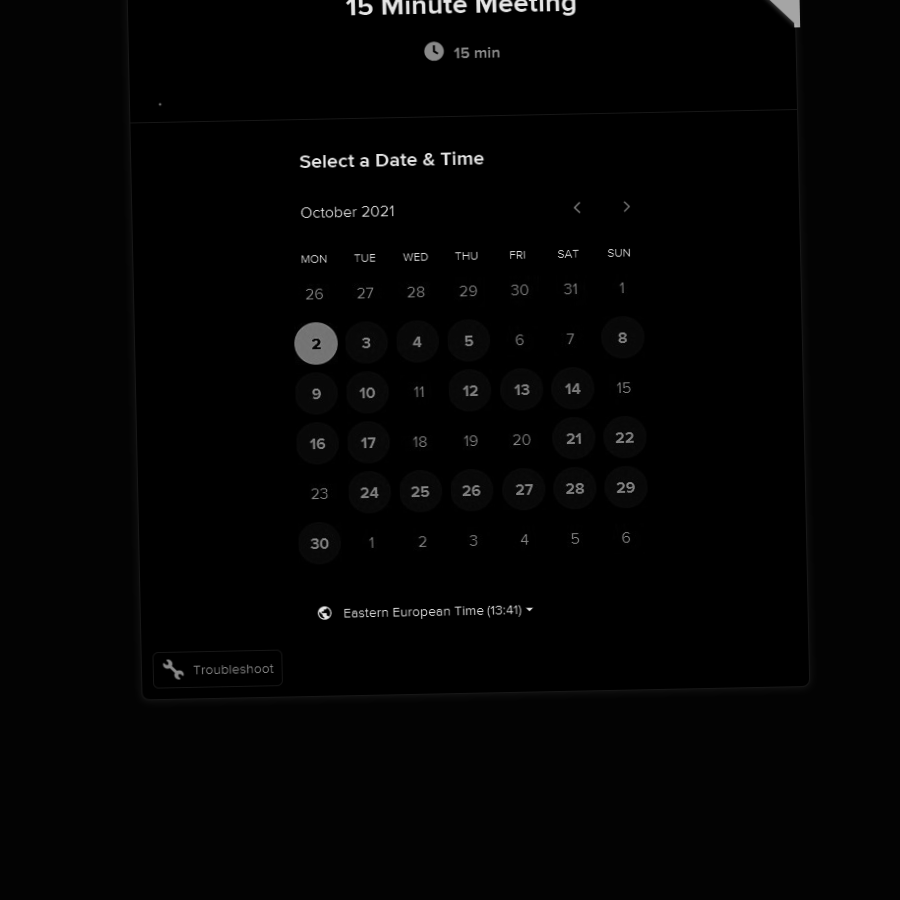 15 Minute Meeting
15 min
Select a Date & Time
October 2021
MON TUE WED THU FRI SAT SUN
26 27 28 29 30 31 1
2 3 4 5 6 7 8
9 10 11 12 13 14 15
16 17 18 19 20 21 22
23 24 25 26 27 28 29
30 1 2 3 4 5 6
Eastern European Time (13:41)
Troubleshoot